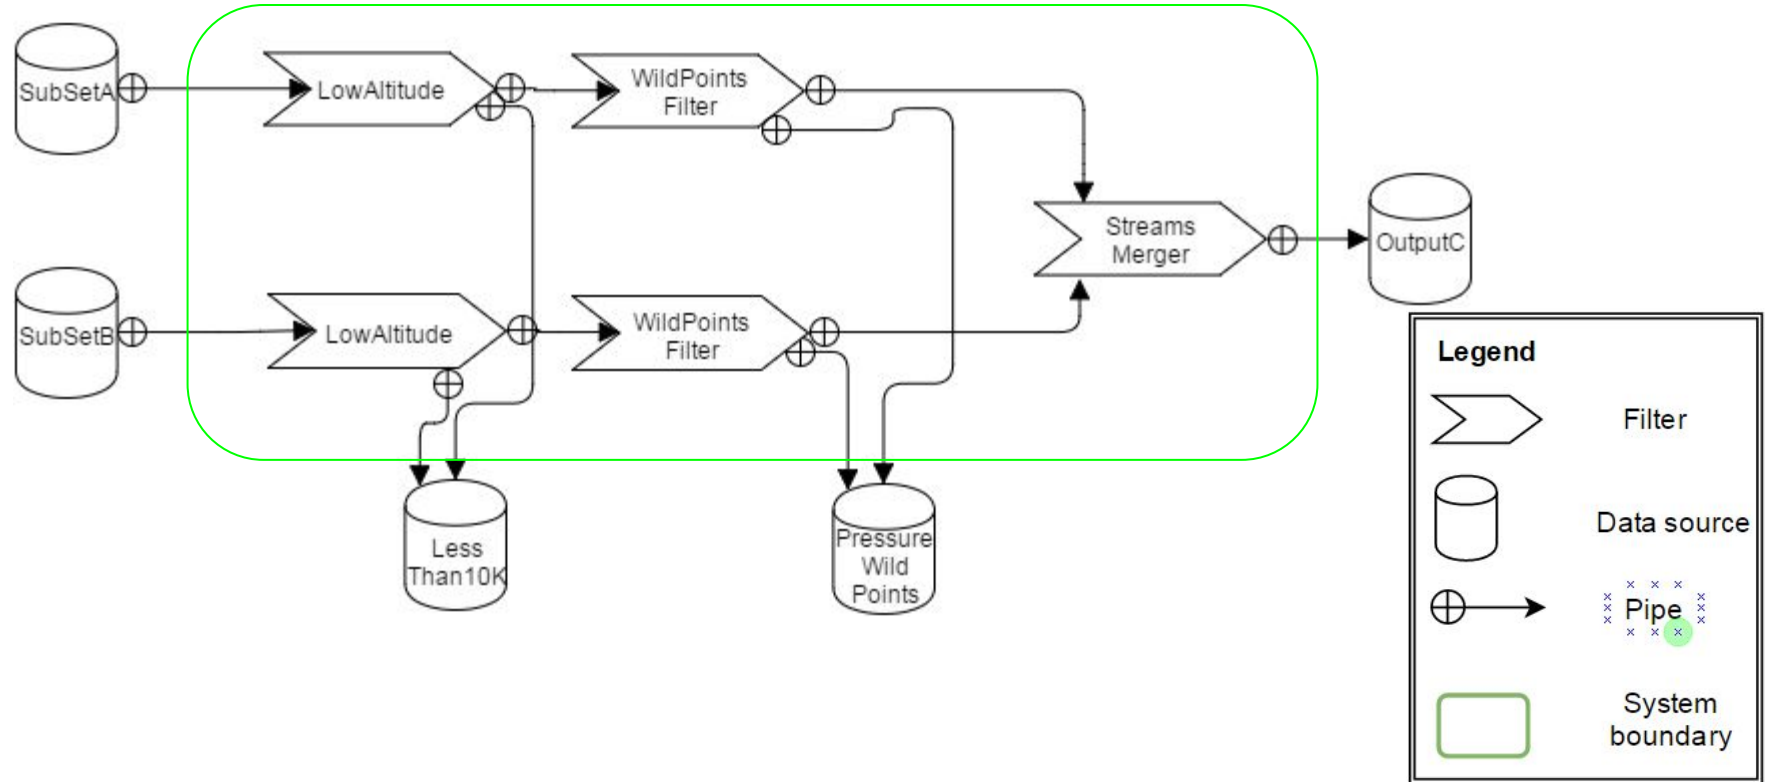 SubSetA
LowAltitude
WildPoints
Filter
Streams
Merger
OutputC
SubSetB
LowAltitude
WildPoints
Filter
Less
Than10K
Pressure
Wild
Points
Legend
Filter
Data source
Pipe
System
boundary